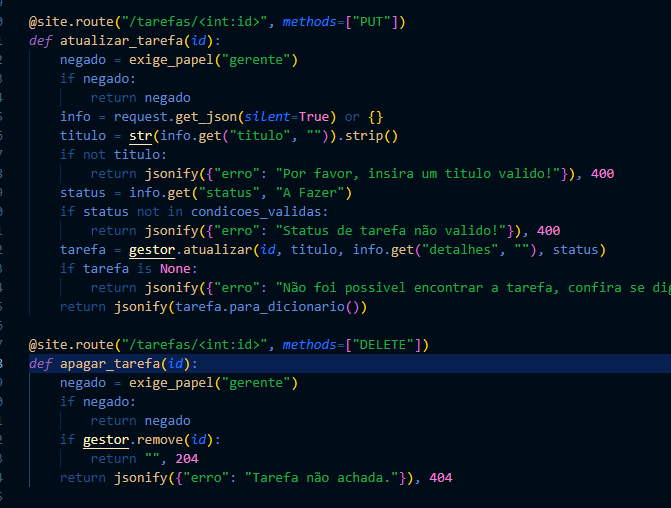 @site.route("/tarefas/<int:id>", methods=["PUT"])
def atualizar_tarefa(id):
    negado = exige_papel("gerente")
    if negado:
        return negado
    info = request.get_json(silent=True) or {}
    titulo = str(info.get("titulo", "")).strip()
    if not titulo:
        return jsonify({"erro": "Por favor, insira um titulo valido!"}), 400
    status = info.get("status", "A Fazer")
    if status not in condicoes_validas:
        return jsonify({"erro": "Status de tarefa não valido!"}), 400
    tarefa = gestor.atualizar(id, titulo, info.get("detalhes", ""), status)
    if tarefa is None:
        return jsonify({"erro": "Não foi possivel encontrar a tarefa, confira se
    return jsonify(tarefa.para_dicionario())
@site.route("/tarefas/<int:id>", methods=["DELETE"])
def apagar_tarefa(id):
    negado = exige_papel("gerente")
    if negado:
        return negado
    if gestor.remove(id):
        return "", 204
    return jsonify({"erro": "Tarefa não achada."}), 404